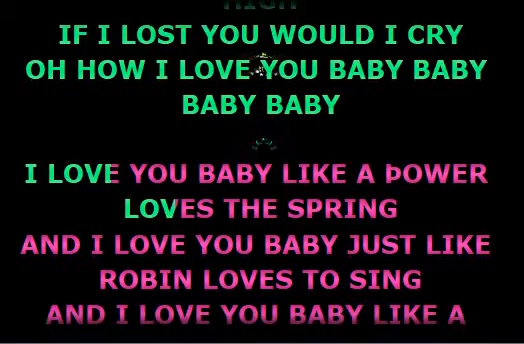 HIGH
IF I LOST YOU WOULD I CRY
OH HOW I LOVE YOU BABY BABY
BABY BABY
I LOVE YOU BABY LIKE A ÞOWER
LOVES THE SPRING
AND I LOVE YOU BABY JUST LIKE
ROBIN LOVES TO SING
AND I LOVE YOU BABY LIKE A